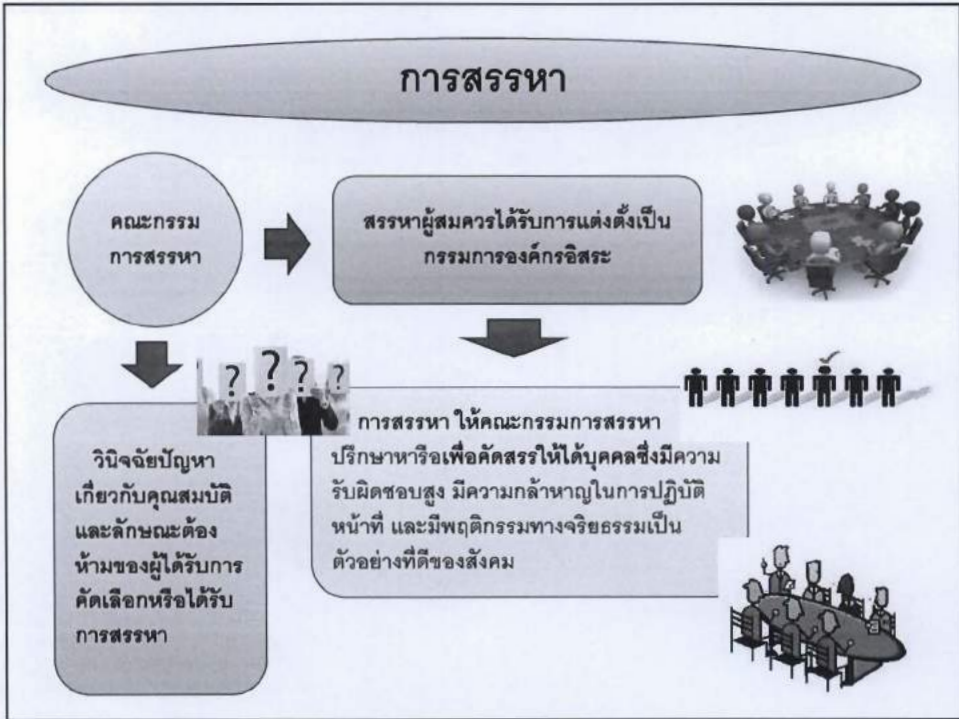 การสรรหา
คณะกรรม
การสรรหา
สรรหาผู้สมควรได้รับการแต่งตั้งเป็น
กรรมการองค์กรอิสระ
? ? ? ?
วินิจฉัยปัญหา
เกี่ยวกับคุณสมบัติ
และลักษณะต้อง
ห้ามของผู้ได้รับการ
คัดเลือกหรือได้รับ
การสรรหา
การสรรหา ให้คณะกรรมการสรรหา
ปรึกษาหารือเพื่อคัดสรรให้ได้บุคคลซึ่งมีความ
รับผิดชอบสูง มีความกล้าหาญในการปฏิบัติ
หน้าที่ และมีพฤติกรรมทางจริยธรรมเป็น
ตัวอย่างที่ดีของสังคม